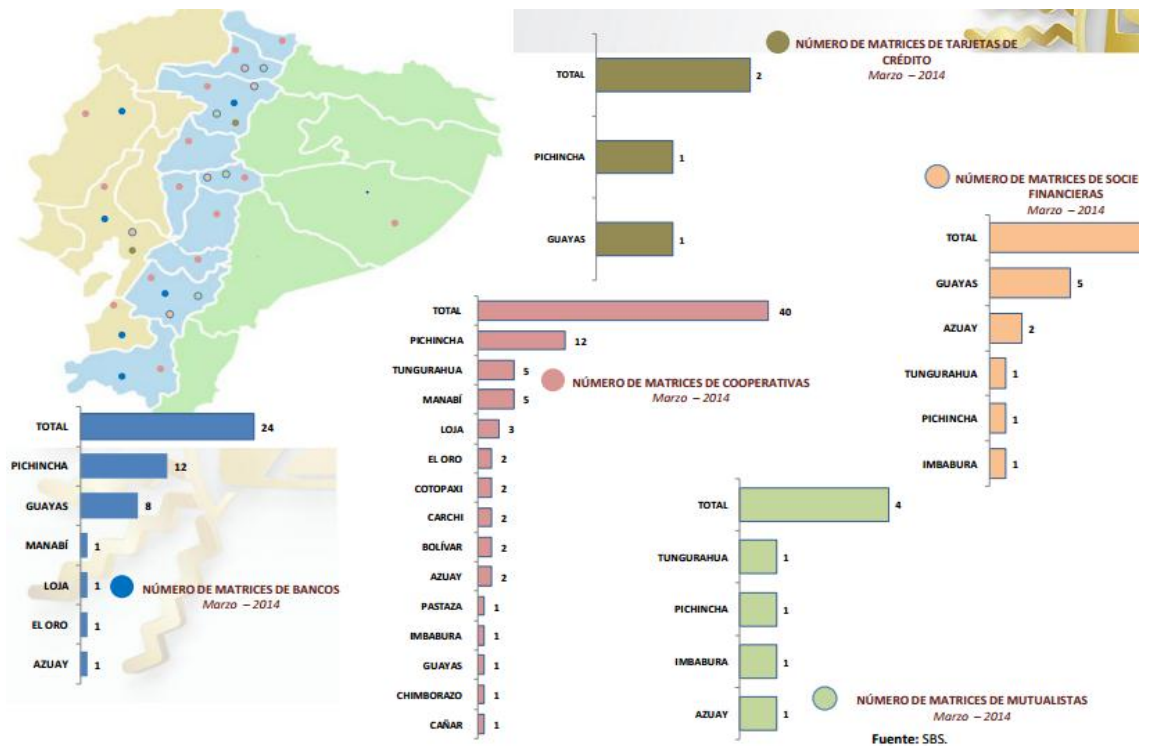 NÚMERO DE MATRICES DE TARJETAS DE
CRÉDITO
Marzo – 2014
TOTAL 2
PICHINCHA 1
GUAYAS 1
NÚMERO DE MATRICES DE SOCIE
FINANCIERAS
Marzo – 2014
TOTAL
GUAYAS 5
AZUAY 2
TUNGURAHUA 1
PICHINCHA 1
IMBABURA 1
TOTAL 40
PICHINCHA 12
TUNGURAHUA 5
MANABÍ 5
LOJA 3
EL ORO 2
COTOPAXI 2
CARCHI 2
BOLÍVAR 2
AZUAY 2
PASTAZA 1
IMBABURA 1
GUAYAS 1
CHIMBORAZO 1
CAÑAR 1
NÚMERO DE MATRICES DE COOPERATIVAS
Marzo – 2014
TOTAL 24
PICHINCHA 12
GUAYAS 8
MANABÍ 1
LOJA 1
EL ORO 1
AZUAY 1
NÚMERO DE MATRICES DE BANCOS
Marzo – 2014
TOTAL 4
TUNGURAHUA 1
PICHINCHA 1
IMBABURA 1
AZUAY 1
NÚMERO DE MATRICES DE MUTUALISTAS
Marzo – 2014
Fuente: SBS.